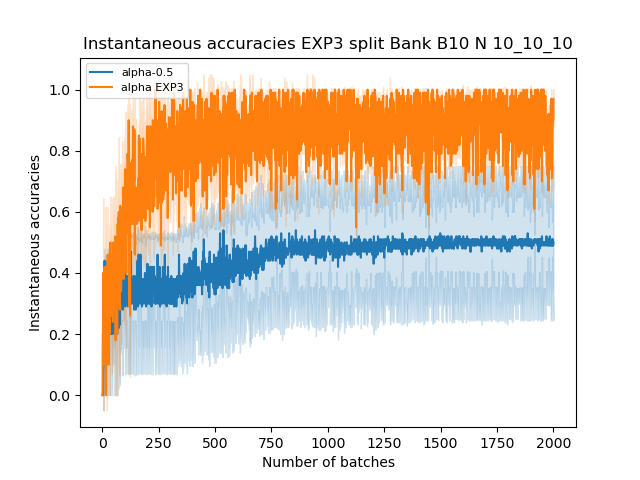 Instantaneous accuracies EXP3 split Bank B10 N 10_10_10
alpha-0.5
alpha EXP3
1.0
0.8
0.6
0.4
0.2
0.0
Instantaneous accuracies
0 250 500 750 1000 1250 1500 1750 2000
Number of batches